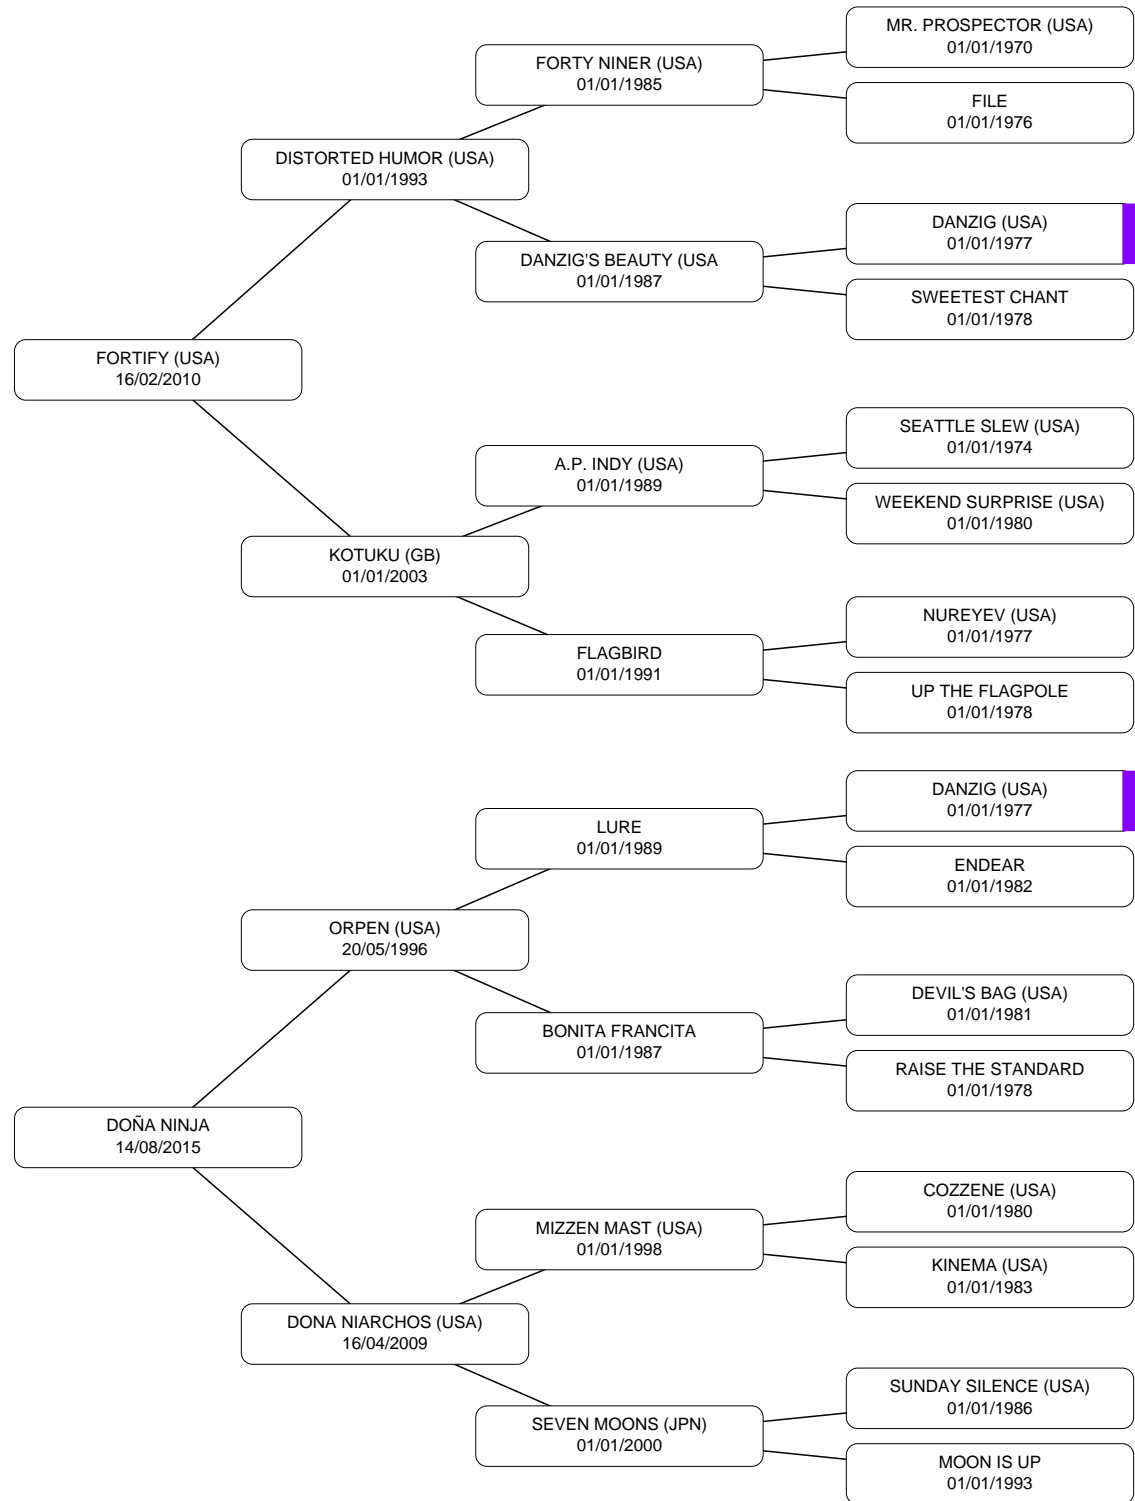 MR. PROSPECTOR (USA)
01/01/1970
FORTY NINER (USA)
01/01/1985
FILE
01/01/1976
DISTORTED HUMOR (USA)
01/01/1993
DANZIG (USA)
01/01/1977
DANZIG'S BEAUTY (USA
01/01/1987
SWEETEST CHANT
01/01/1978
FORTIFY (USA)
16/02/2010
SEATTLE SLEW (USA)
01/01/1974
A.P. INDY (USA)
01/01/1989
WEEKEND SURPRISE (USA)
01/01/1980
KOTUKU (GB)
01/01/2003
NUREYEV (USA)
01/01/1977
FLAGBIRD
01/01/1991
UP THE FLAGPOLE
01/01/1978
DANZIG (USA)
01/01/1977
LURE
01/01/1989
ENDEAR
01/01/1982
ORPEN (USA)
20/05/1996
DEVIL'S BAG (USA)
01/01/1981
BONITA FRANCITA
01/01/1987
RAISE THE STANDARD
01/01/1978
DOÑA NINJA
14/08/2015
COZZENE (USA)
01/01/1980
MIZZEN MAST (USA)
01/01/1998
KINEMA (USA)
01/01/1983
DONA NIARCHOS (USA)
16/04/2009
SUNDAY SILENCE (USA)
01/01/1986
SEVEN MOONS (JPN)
01/01/2000
MOON IS UP
01/01/1993